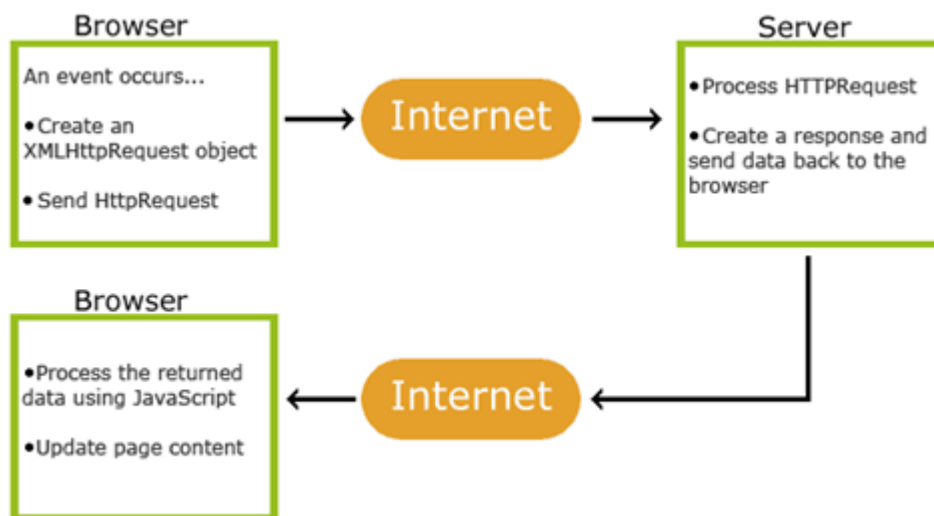 Browser
An event occurs...
•Create an
XMLHttpRequest object
•Send HttpRequest
Internet
Server
•Process HTTPRequest
•Create a response and
send data back to the
browser
Browser
•Process the returned
data using JavaScript
•Update page content
Internet